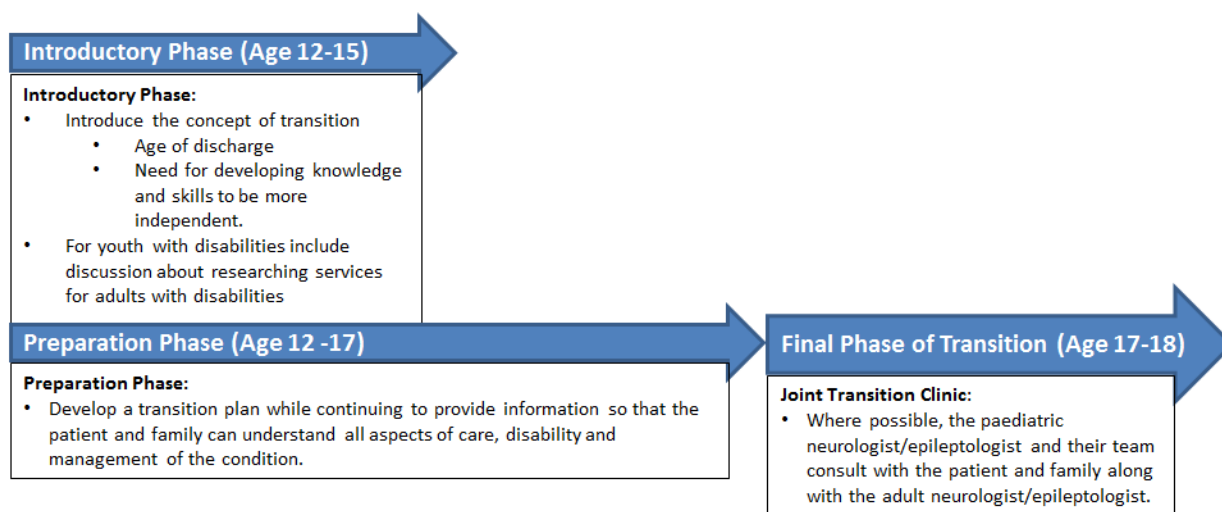 Introductory Phase (Age 12-15)
Introductory Phase:
• Introduce the concept of transition
• Age of discharge
• Need for developing knowledge
and skills to be more
independent.
• For youth with disabilities include
discussion about researching services
for adults with disabilities
Preparation Phase (Age 12 -17)
Preparation Phase:
• Develop a transition plan while continuing to provide information so that the
patient and family can understand all aspects of care, disability and
management of the condition.
Final Phase of Transition (Age 17-18)
Joint Transition Clinic:
• Where possible, the paediatric
neurologist/epileptologist and their team
consult with the patient and family along
with the adult neurologist/epileptologist.